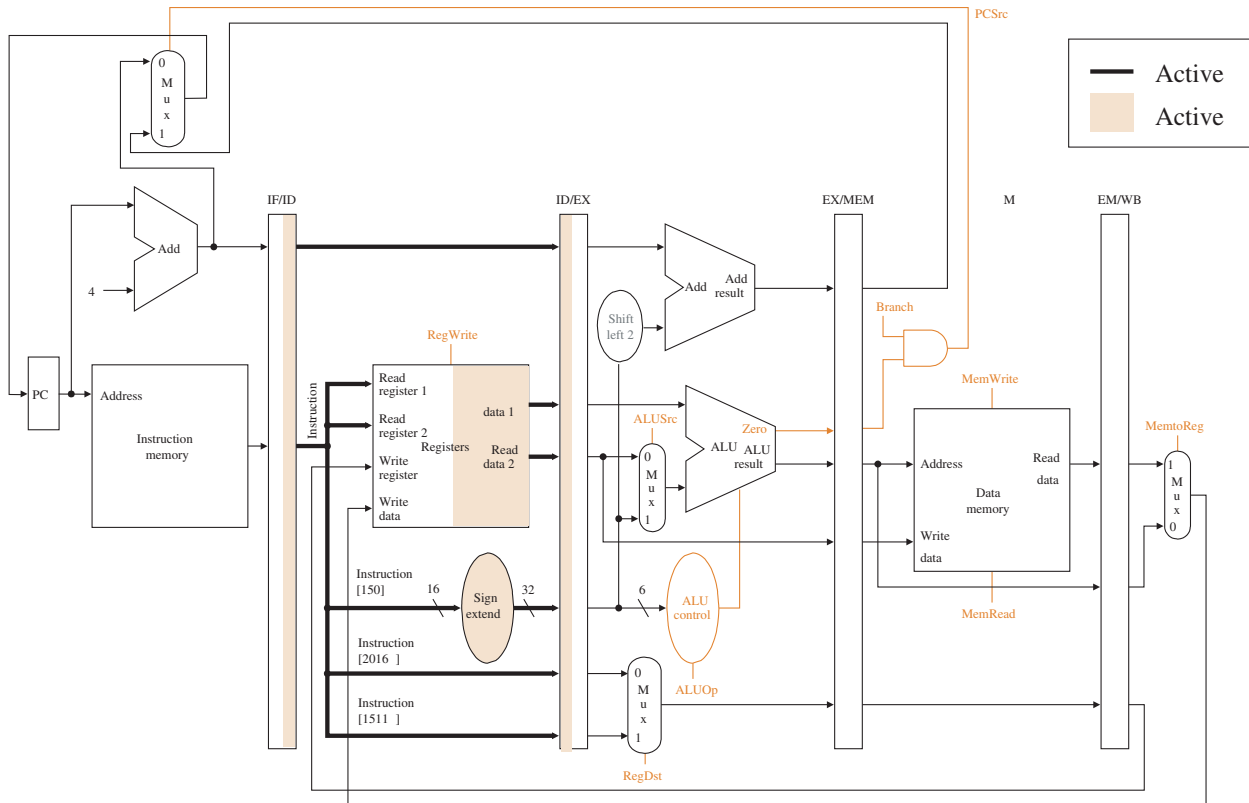 PCSrc
0
M
u
x
1
Active
Active
IF/ID
ID/EX
EX/MEM
M
EM/WB
Add
4
Add
Add
result
Shift
left 2
Branch
RegWrite
PC
Address
Instruction
memory
Instruction
Read
register 1
Read
register 2
Write
register
Write
data
Registers
data 1
Read
data 2
ALUSrc
0
M
u
x
1
Zero
ALU
ALU
result
MemWrite
Address
Read
data
Data
memory
Write
data
MemRead
MemtoReg
1
M
u
x
0
Instruction
[150]
16
Sign
extend
32
6
ALU
control
ALUOp
Instruction
[2016 ]
Instruction
[1511 ]
0
M
u
x
1
RegDst